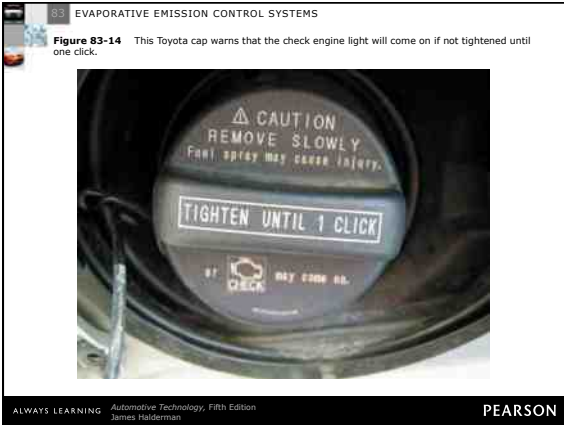 83 EVAPORATIVE EMISSION CONTROL SYSTEMS
Figure 83-14 This Toyota cap warns that the check engine light will come on if not tightened until
one click.
⚠ CAUTION
REMOVE SLOWLY
Fuel spray may cause injury.
TIGHTEN UNTIL 1 CLICK
or CHECK may come on.
ALWAYS LEARNING
Automotive Technology, Fifth Edition
James Halderman
PEARSON